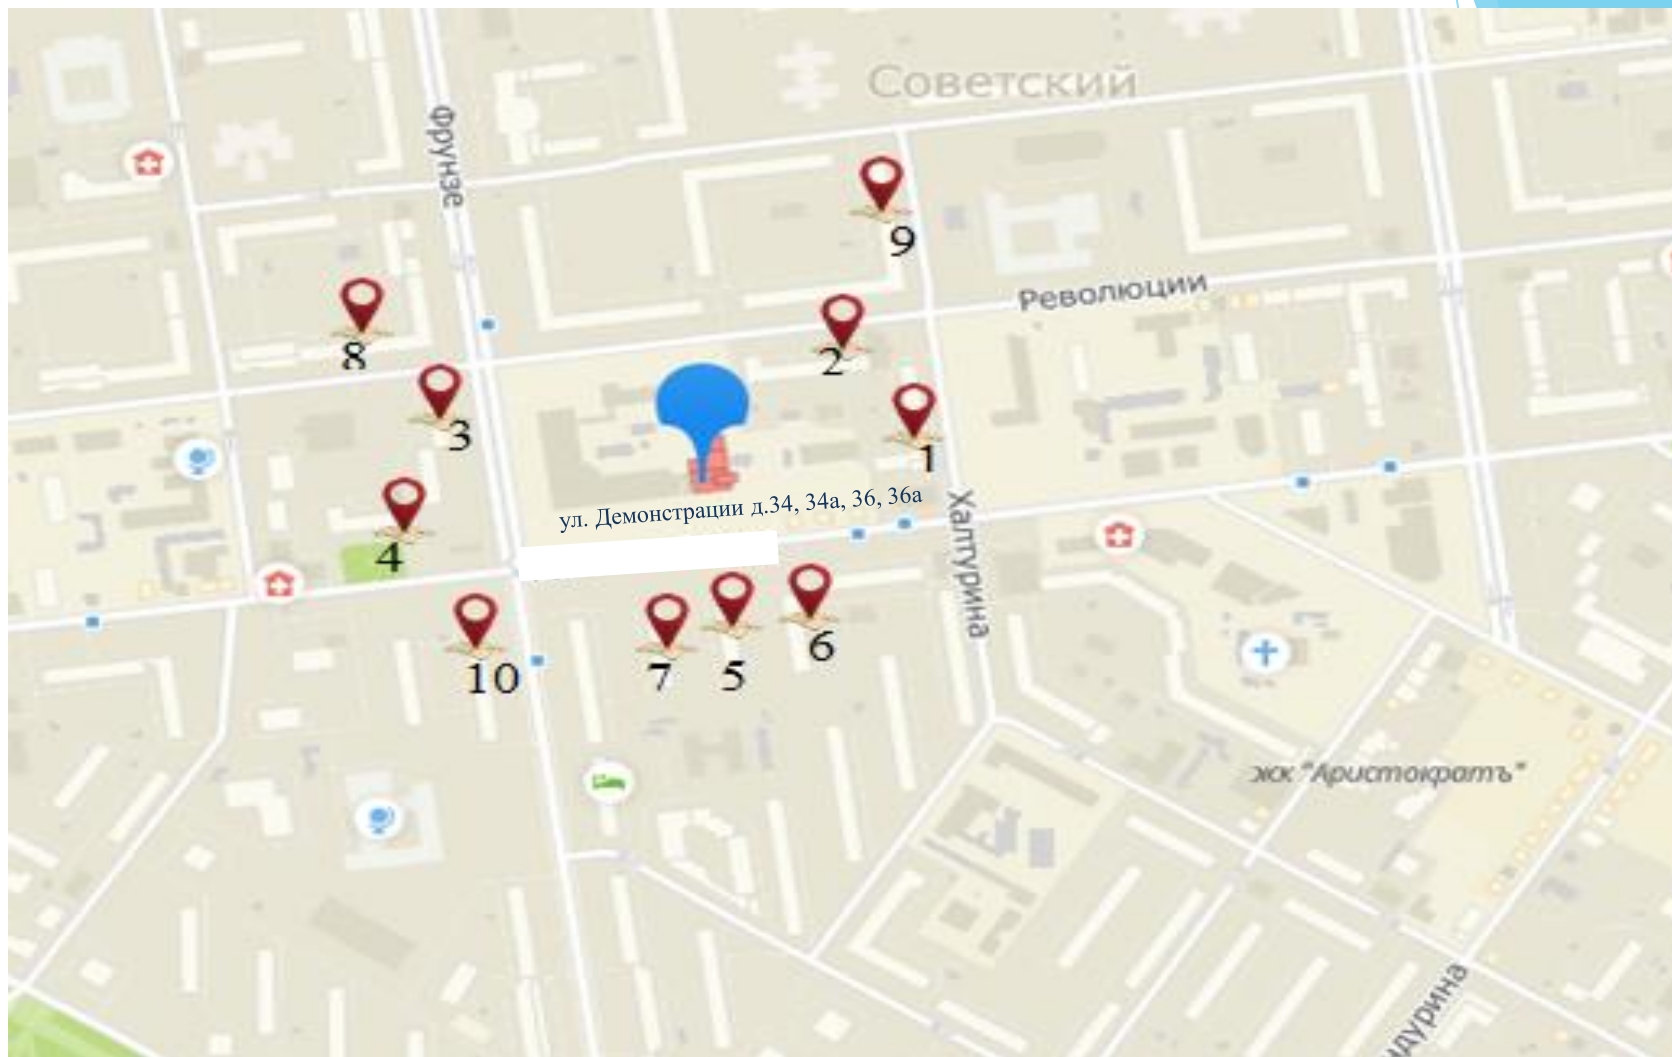 Советский
Фрунзе
9
Революции
8
2
3
1
ул. Демонстрации д.34, 34а, 36, 36а
Халтурина
4
10
7
5
6
жк "Аристократъ"